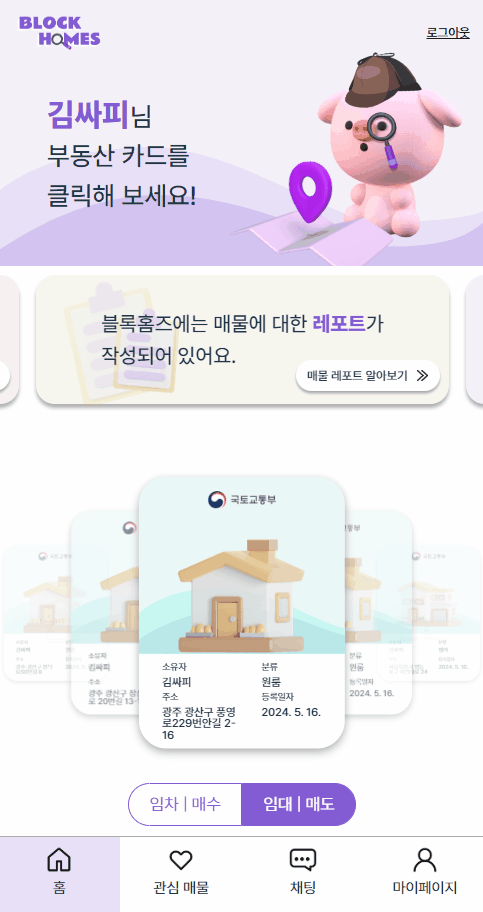 BLOCK
HOMES
로그아웃
김싸피님
부동산 카드를
클릭해 보세요!
블록홈즈에는 매물에 대한 레포트가
작성되어 있어요.
매물 레포트 알아보기
국토교통부
소유자
김싸피
주소
광주 광산구 풍영
로229번안길 2-
16
분류
원룸
등록일자
2024. 5. 16.
소유자
김싸피
주소
광주 광산구 장
로 20번길 13-
분류
원룸
등록일자
2024. 5. 16.
임차 | 매수
임대 | 매도
홈
관심 매물
채팅
마이페이지